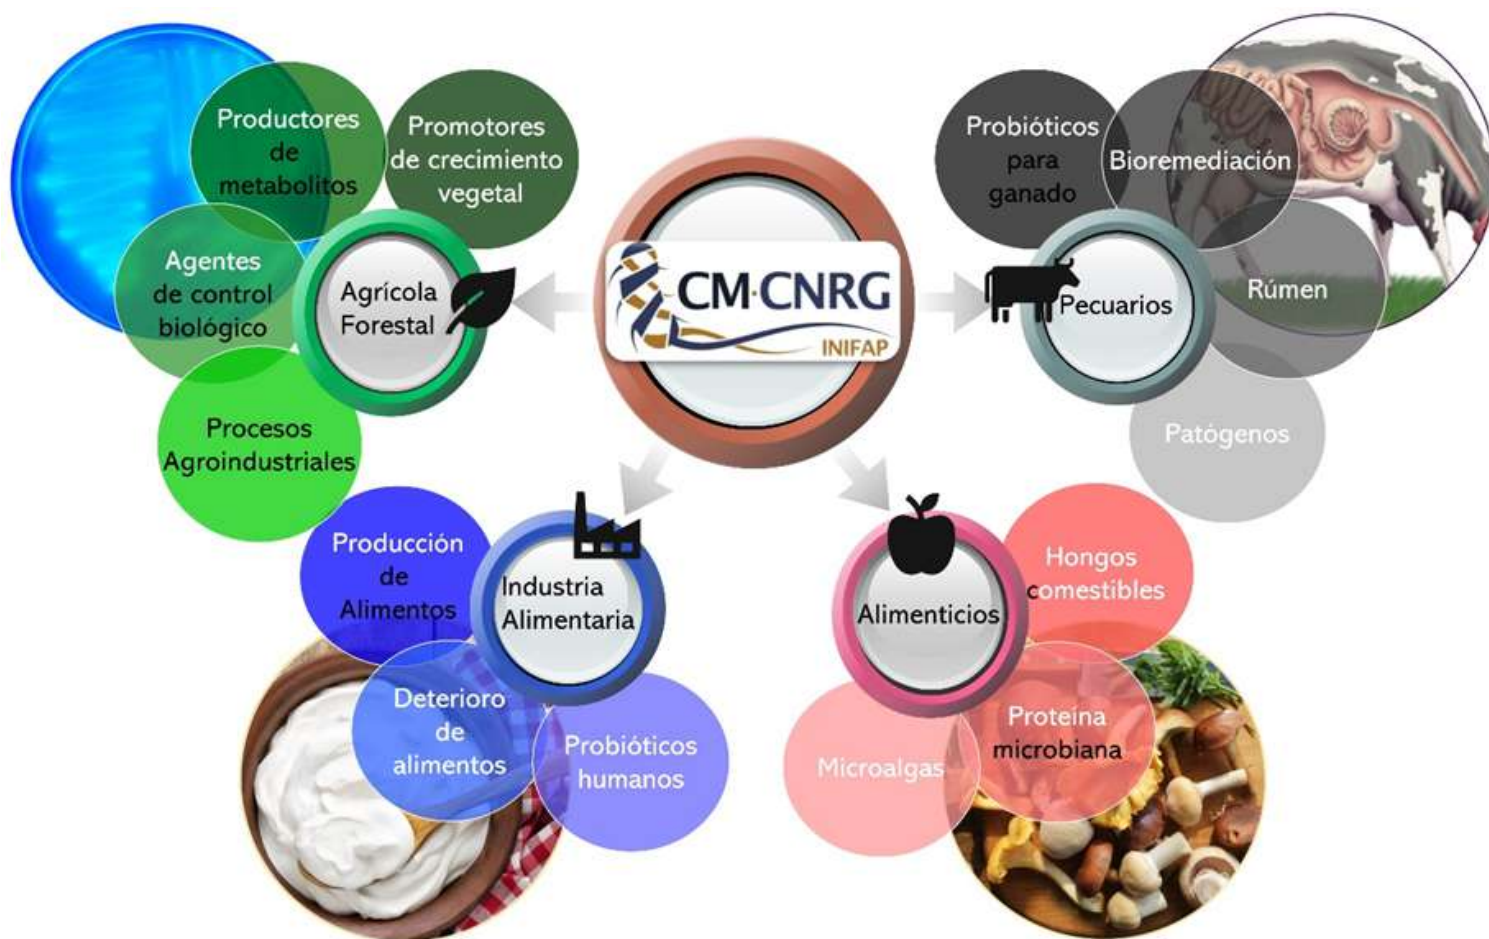 Productores
de
metabolitos
Promotores
de crecimiento
vegetal
Agentes
de control
biológico
Agrícola
Forestal
Procesos
Agroindustriales
CM·CNRG
INIFAP
Probióticos
para
ganado
Bioremediación
Rúmen
Pecuarios
Patógenos
Producción
de
Alimentos
Industria
Alimentaria
Deterioro
de
alimentos
Probióticos
humanos
Alimenticios
Hongos
comestibles
Proteína
microbiana
Microalgas